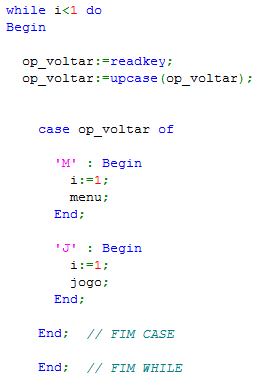 while i<1 do
Begin
op_voltar:=readkey;
op_voltar:=upcase(op_voltar);
case op_voltar of
'M' : Begin
i:=1;
menu;
End;
'J' : Begin
i:=1;
jogo;
End;
End; // FIM CASE
End; // FIM WHILE